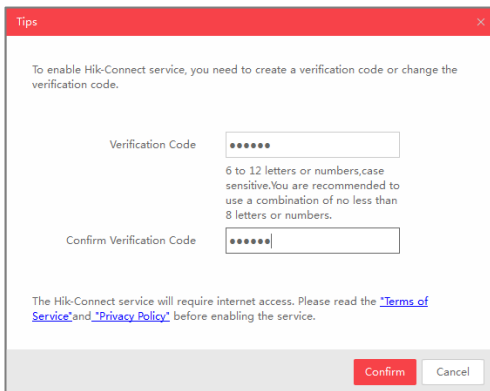 Tips
To enable Hik-Connect service, you need to create a verification code or change the
verification code.
Verification Code
●●●●●●
6 to 12 letters or numbers,case
sensitive.You are recommended to
use a combination of no less than
8 letters or numbers.
Confirm Verification Code
●●●●●●
The Hik-Connect service will require internet access. Please read the "Terms of
Service"and "Privacy Policy" before enabling the service.
Confirm
Cancel